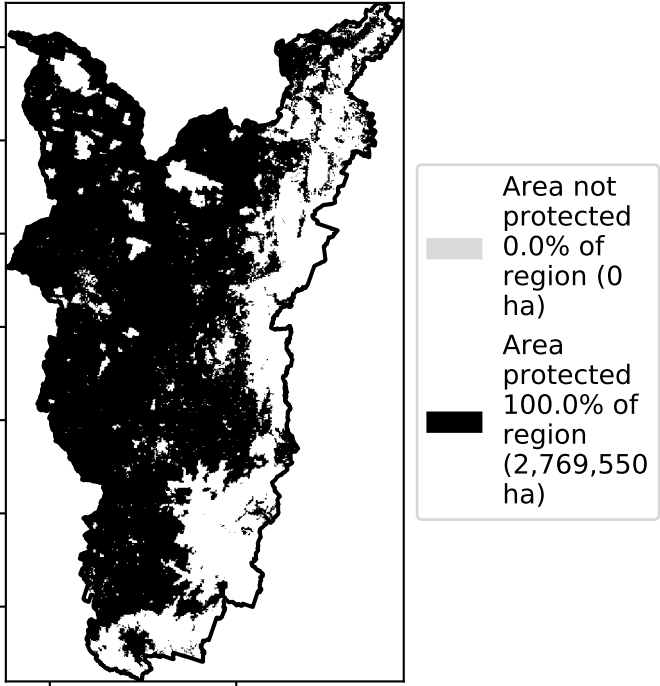 Area not
protected
0.0% of
region (0
ha)
Area
protected
100.0% of
region
(2,769,550
ha)